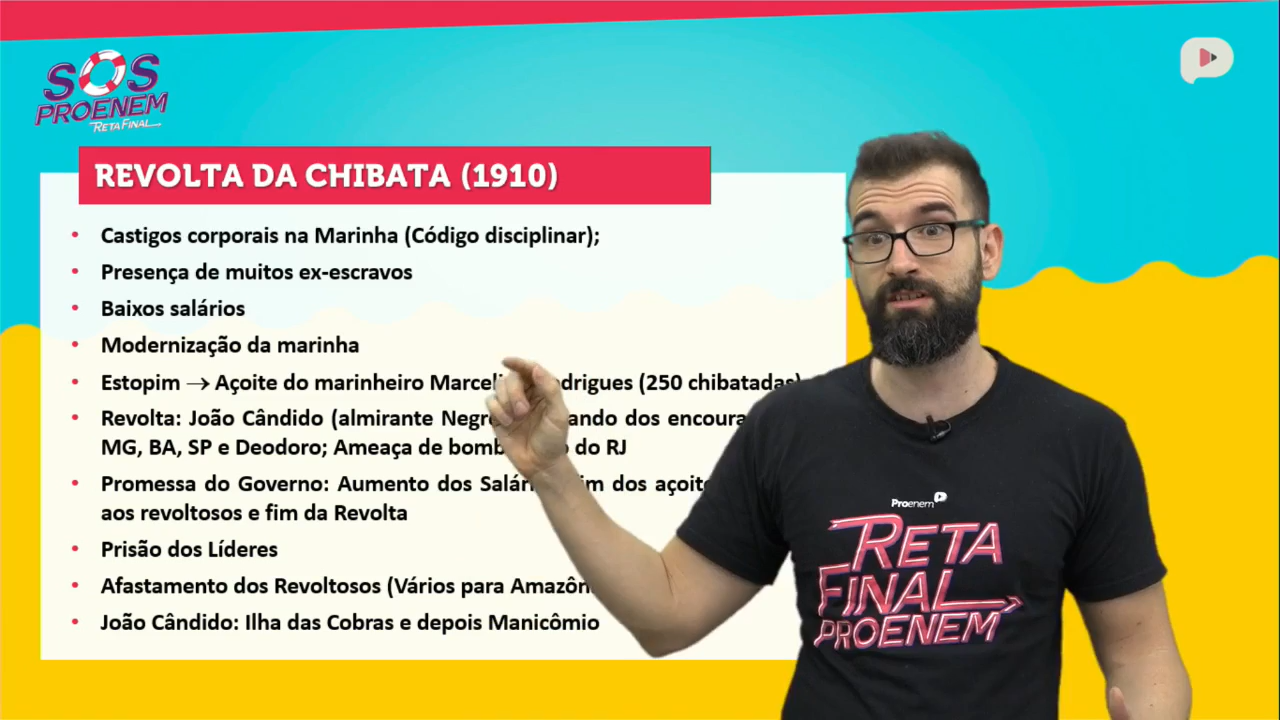 SOS
PROENEM
RETA FINAL
REVOLTA DA CHIBATA (1910)
• Castigos corporais na Marinha (Código disciplinar);
• Presença de muitos ex-escravos
• Baixos salários
• Modernização da marinha
• Estopim → Açoite do marinheiro (250 chibatadas)
• Revolta: João Cândido (almirante dos
MG, BA, SP e Deodoro; Ameaça de do RJ
• Promessa do Governo: Aumento dos dos
aos revoltosos e fim da Revolta
• Prisão dos Líderes
• Afastamento dos Revoltosos (Vários para
• João Cândido: Ilha das Cobras e depois Manicômio
Proenem
RETA
FINAL
PROENEM